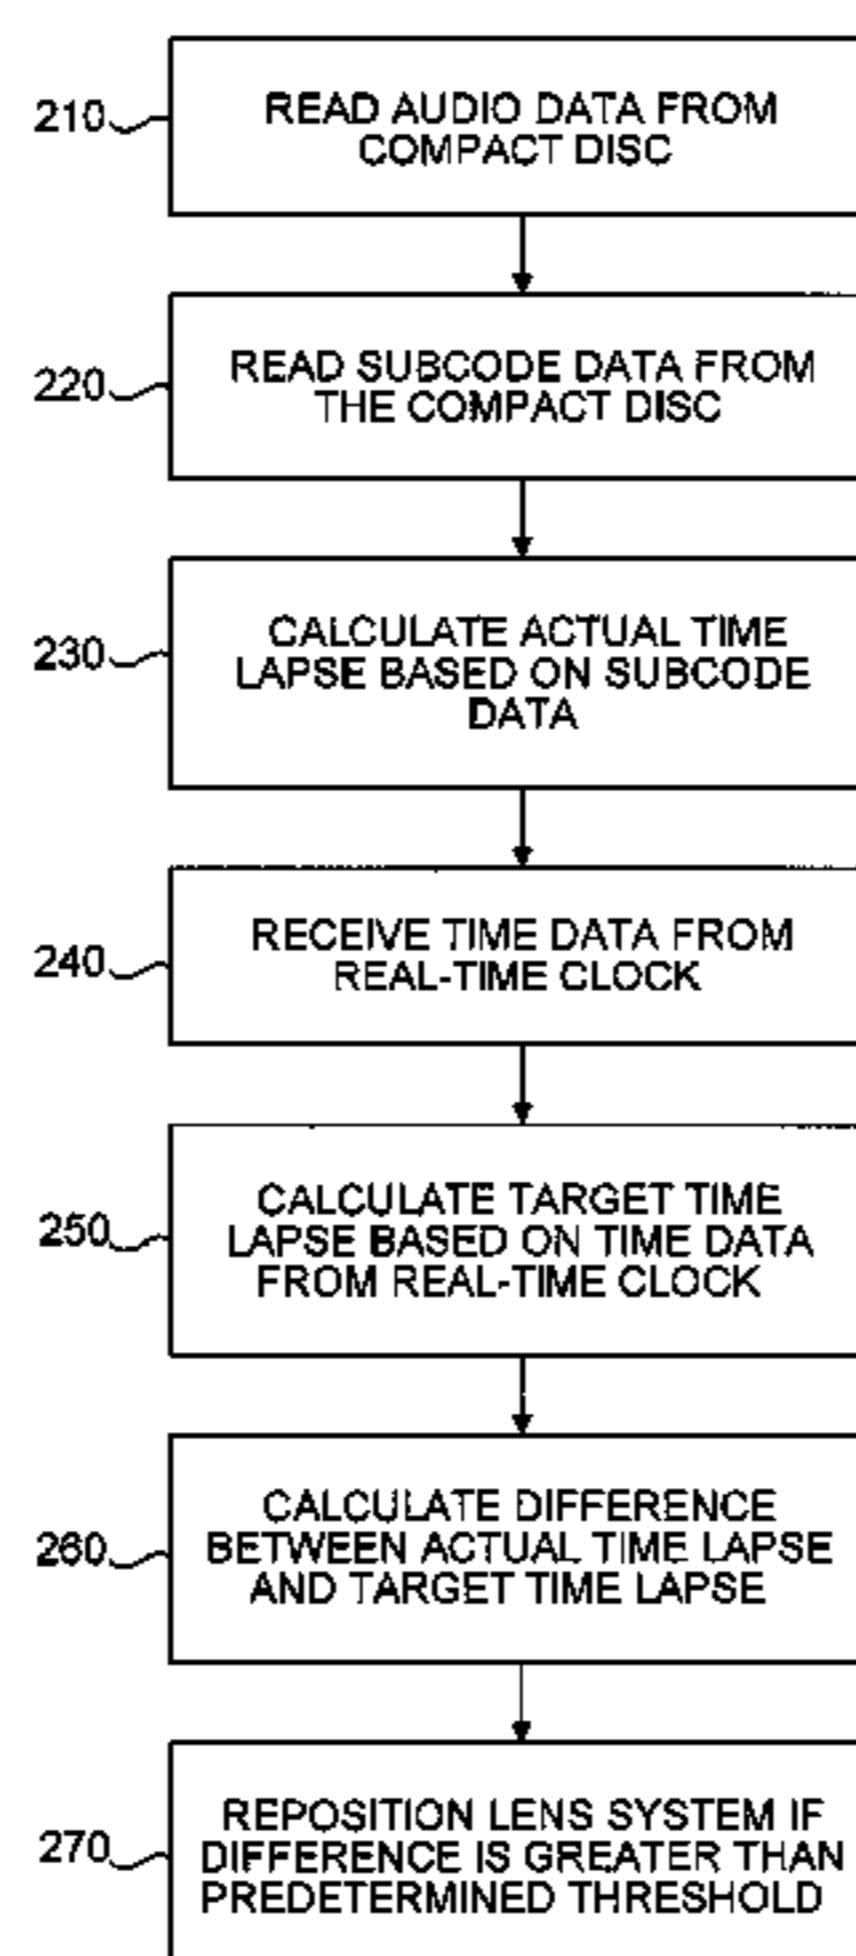 210
READ AUDIO DATA FROM
COMPACT DISC
220
READ SUBCODE DATA FROM
THE COMPACT DISC
230
CALCULATE ACTUAL TIME
LAPSE BASED ON SUBCODE
DATA
240
RECEIVE TIME DATA FROM
REAL-TIME CLOCK
250
CALCULATE TARGET TIME
LAPSE BASED ON TIME DATA
FROM REAL-TIME CLOCK
260
CALCULATE DIFFERENCE
BETWEEN ACTUAL TIME LAPSE
AND TARGET TIME LAPSE
270
REPOSITION LENS SYSTEM IF
DIFFERENCE IS GREATER THAN
PREDETERMINED THRESHOLD